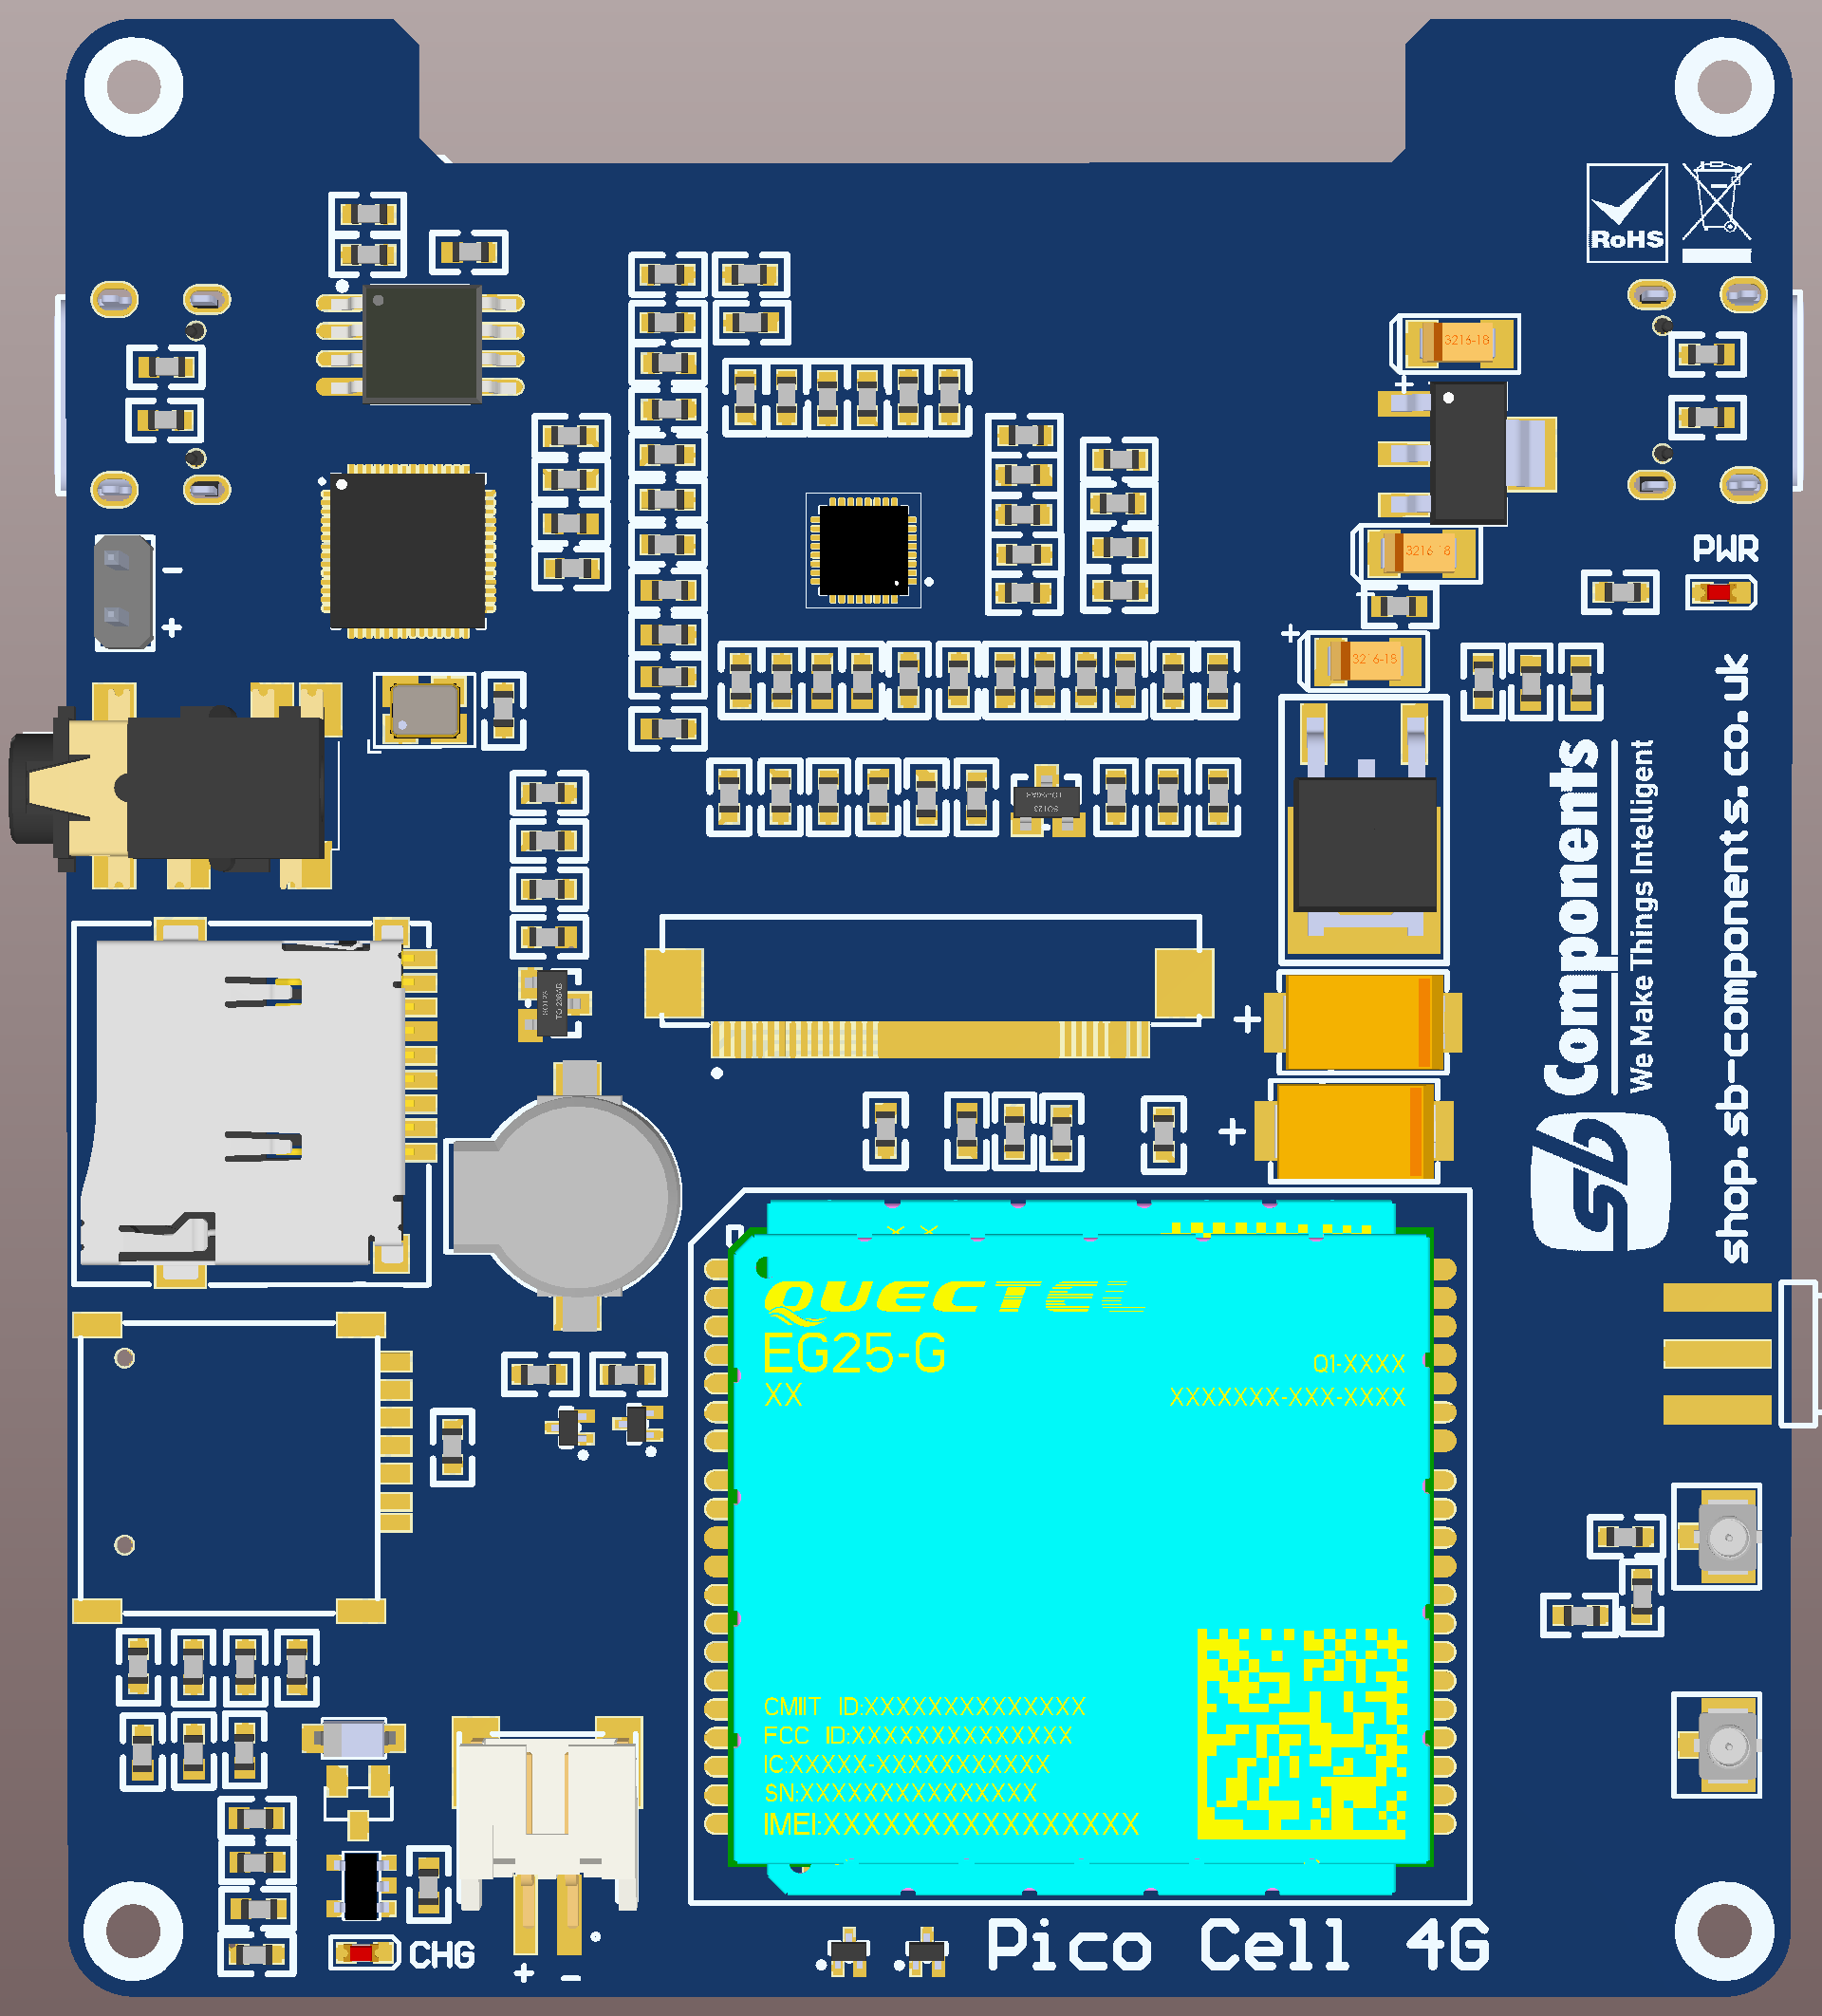 RoHS
3216-18
3216-18
PWR
3216-18
Components
We Make Things Intelligent
shop.sb-components.co.uk
sb
-
+
+
+
+
+
QUECTEL
EG25-G
XX
Q1-XXXX
XXXXXXX-XXX-XXXX
CMIIT ID:XXXXXXXXXXXXXX
FCC ID:XXXXXXXXXXXXXX
IC:XXXXX-XXXXXXXXXXX
SN:XXXXXXXXXXXXXXX
IMEI:XXXXXXXXXXXXXXXX
CHG
+ -
Pico Cell 4G